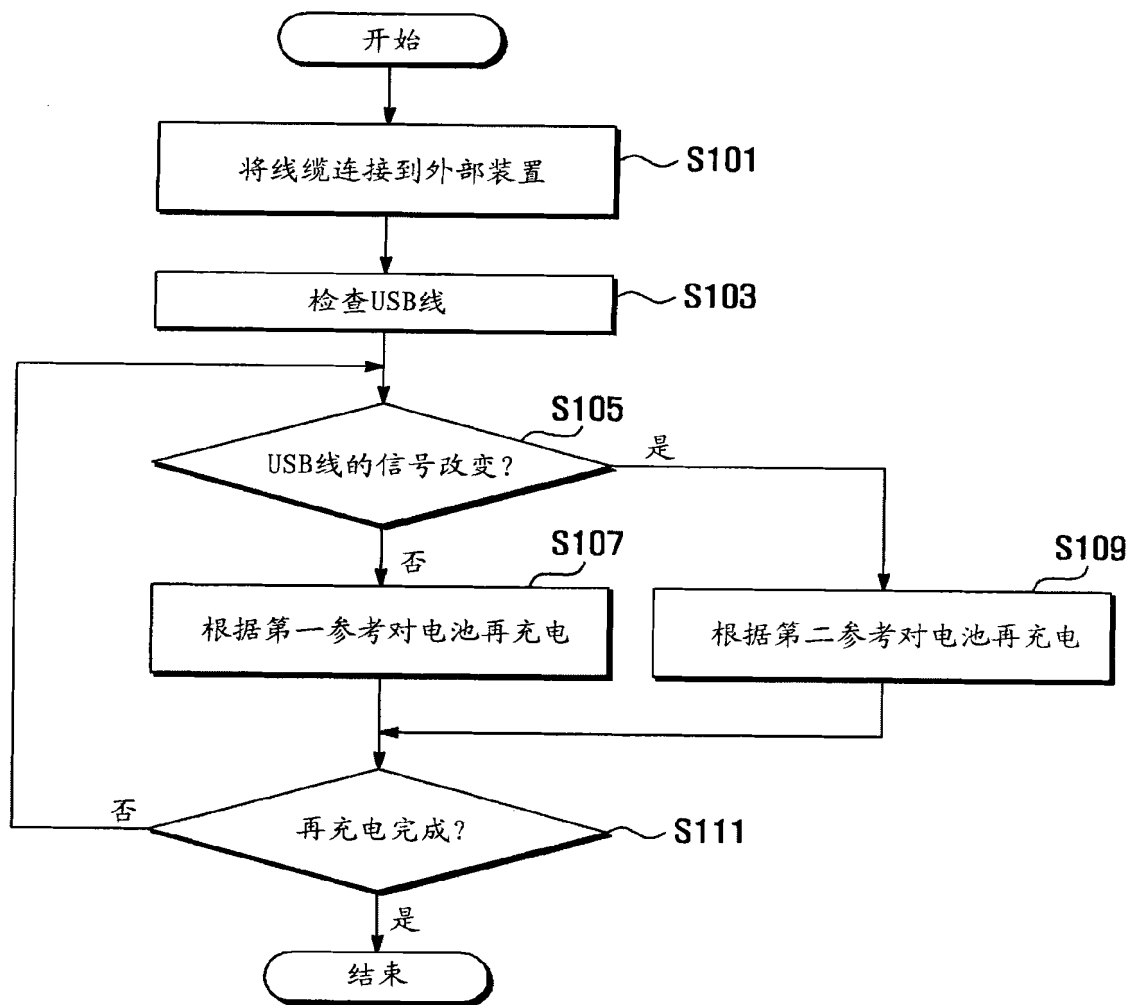 开始
将线缆连接到外部装置
S101
检查USB线
S103
S105
USB线的信号改变?
是
否
S107
S109
根据第一参考对电池再充电
根据第二参考对电池再充电
否
再充电完成?
S111
是
结束